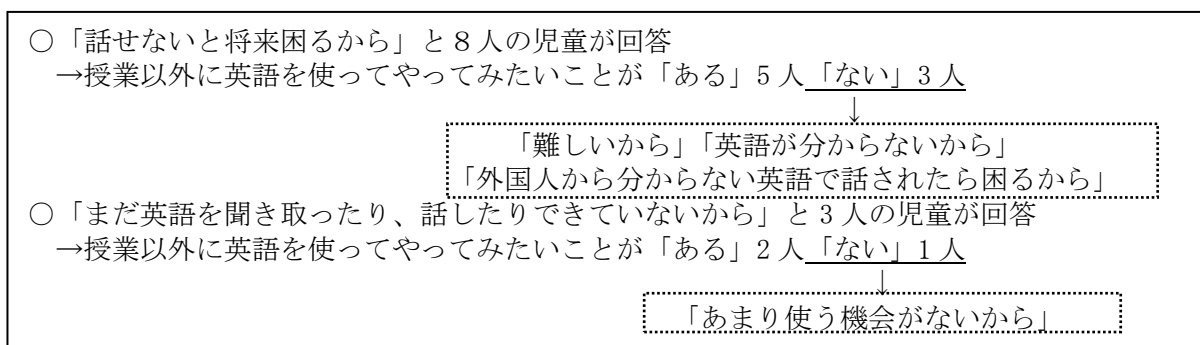 ○「話せないと将来困るから」と８人の児童が回答
→授業以外に英語を使ってやってみたいことが「ある」5人「ない」3人
↓
「難しいから」「英語が分からないから」
「外国人から分からない英語で話されたら困るから」
○「まだ英語を聞き取ったり、話したりできていないから」と3人の児童が回答
→授業以外に英語を使ってやってみたいことが「ある」2人「ない」1人
↓
「あまり使う機会がないから」